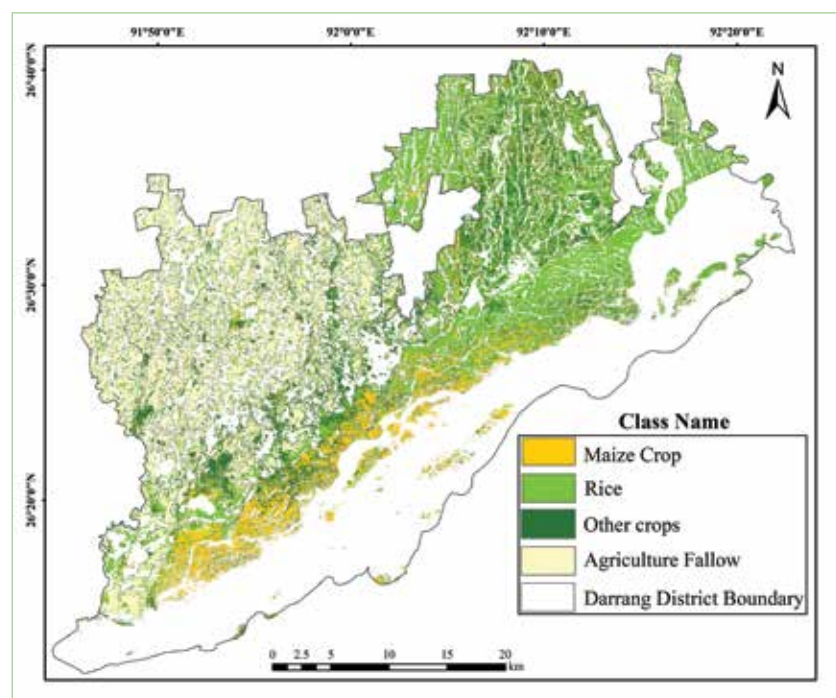 91°50'0"E 92°0'0"E 92°10'0"E 92°20'0"E
26°40'0"N
N
26°30'0"N
26°20'0"N
Class Name
Maize Crop
Rice
Other crops
Agriculture Fallow
Darrang District Boundary
0 2.5 5 10 15 20
km